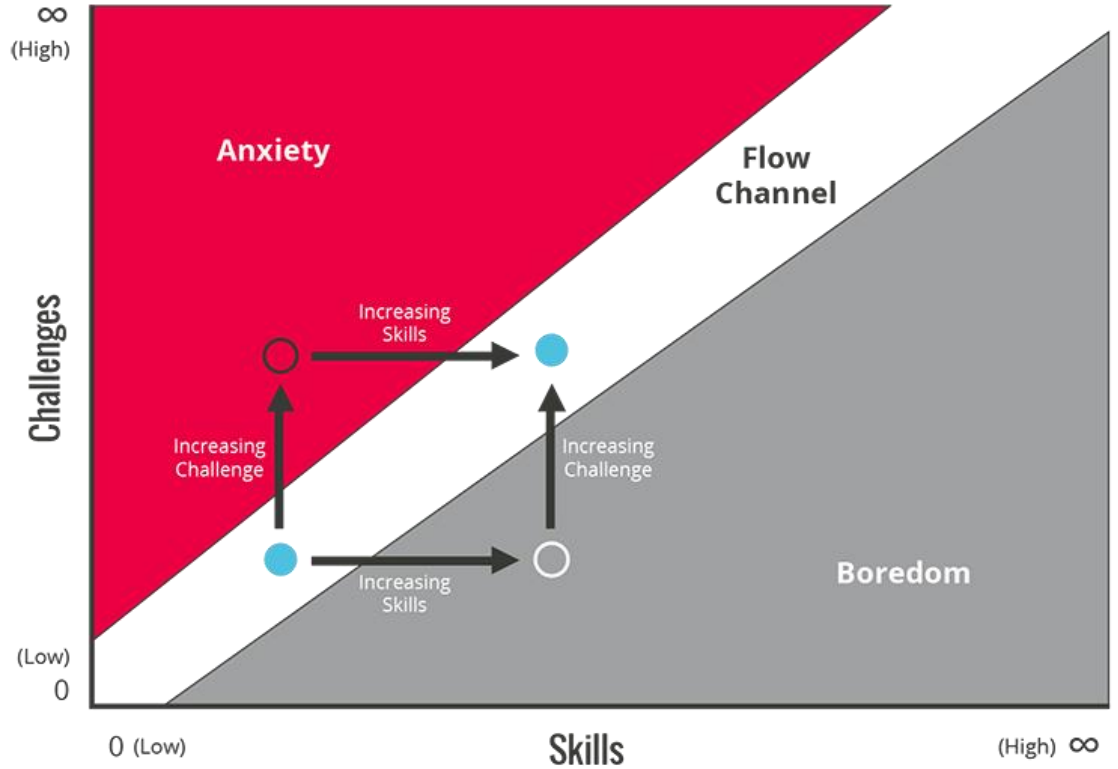 ∞
(High)
Anxiety
Flow
Channel
Increasing
Skills
Challenges
Increasing
Challenge
Increasing
Challenge
Increasing
Skills
Boredom
(Low)
0
0 (Low)
Skills
(High) ∞